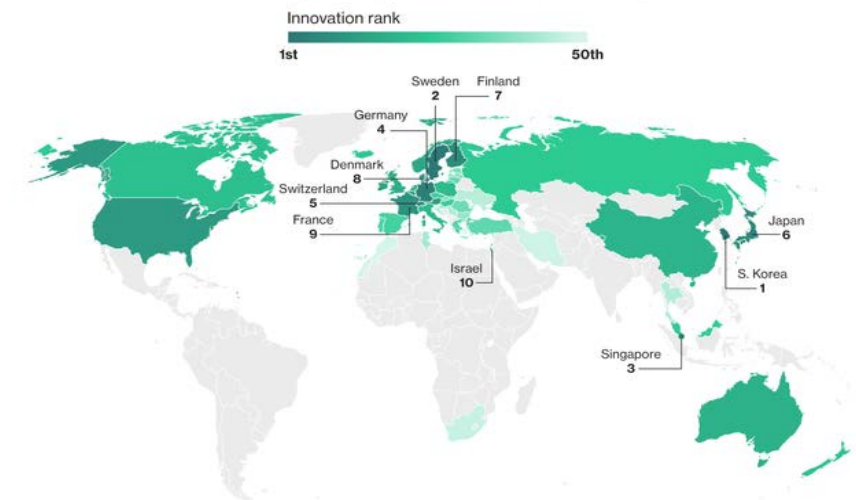 Innovation rank
1st
50th
Sweden
2
Finland
7
Germany
4
Denmark
8
Switzerland
5
France
9
Japan
6
Israel
10
S. Korea
1
Singapore
3